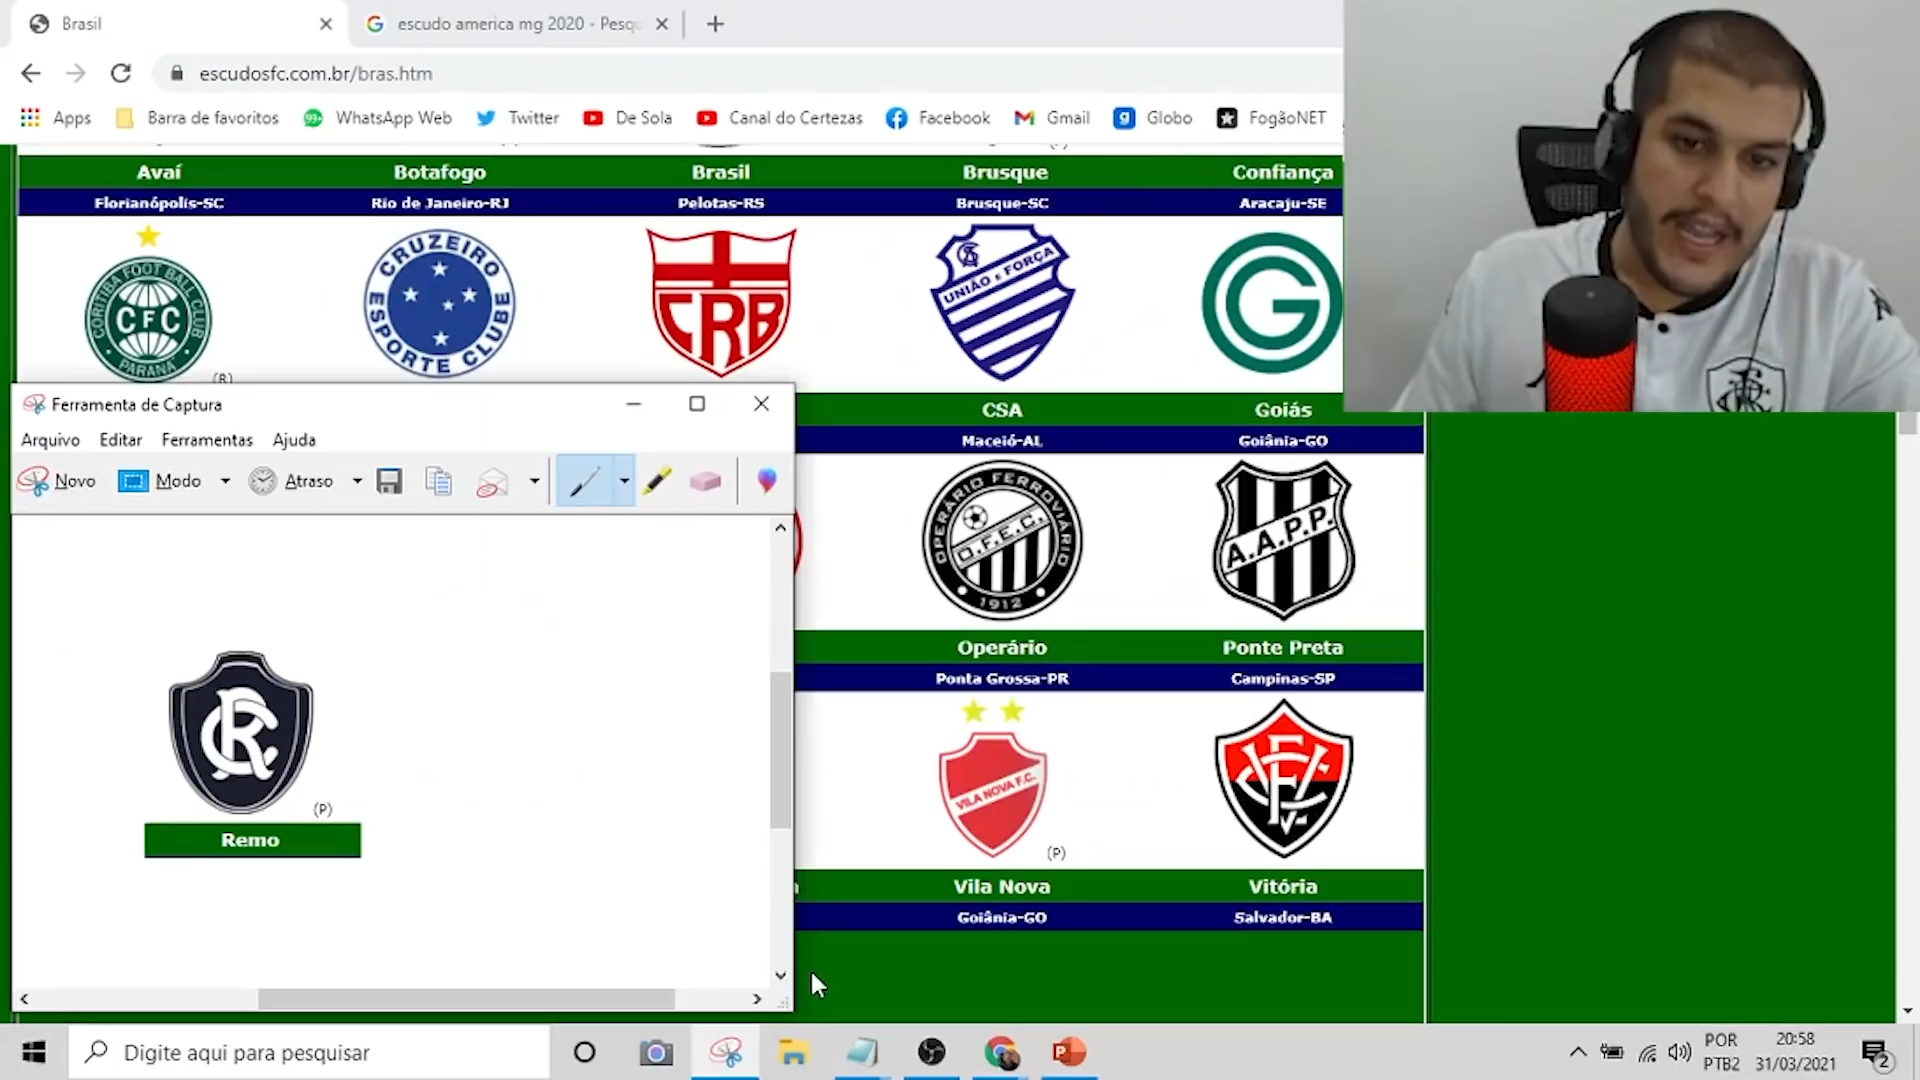 Brasil
escudo america mg 2020 - Pesqu
escudosfc.com.br/bras.htm
Apps
Barra de favoritos
99+
WhatsApp Web
Twitter
De Sola
Canal do Certezas
Facebook
Gmail
Globo
FogãoNET
Avaí
Botafogo
Brasil
Brusque
Confiança
Florianópolis-SC
Rio de Janeiro-RJ
Pelotas-RS
Brusque-SC
Aracaju-SE
CORITIBA FOOT BALL CLUB
CFC
PARANÁ
(R)
CRUZEIRO
ESPORTE CLUBE
CRB
UNIÃO E FORÇA
G
CSA
Goiás
Maceió-AL
Goiânia-GO
Ferramenta de Captura
Arquivo
Editar
Ferramentas
Ajuda
Novo
Modo
Atraso
OPERÁRIO FERROVIÁRIO
O.F.E.C.
1912
A.A.P.P.
Operário
Ponte Preta
Ponta Grossa-PR
Campinas-SP
CR
(P)
Remo
VILA NOVA F.C.
(P)
Vila Nova
Vitória
Goiânia-GO
Salvador-BA
Digite aqui para pesquisar
POR
PTB2
20:58
31/03/2021
2